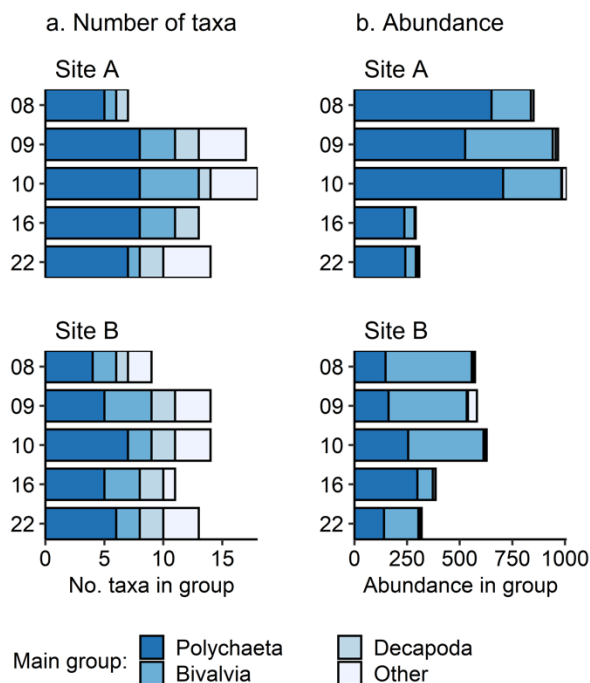 a. Number of taxa
b. Abundance
Site A
08
09
10
16
22
Site A
08
09
10
16
22
Site B
08
09
10
16
22
0 5 10 15
No. taxa in group
Site B
08
09
10
16
22
0 250 500 750 1000
Abundance in group
Main group:
Polychaeta
Bivalvia
Decapoda
Other